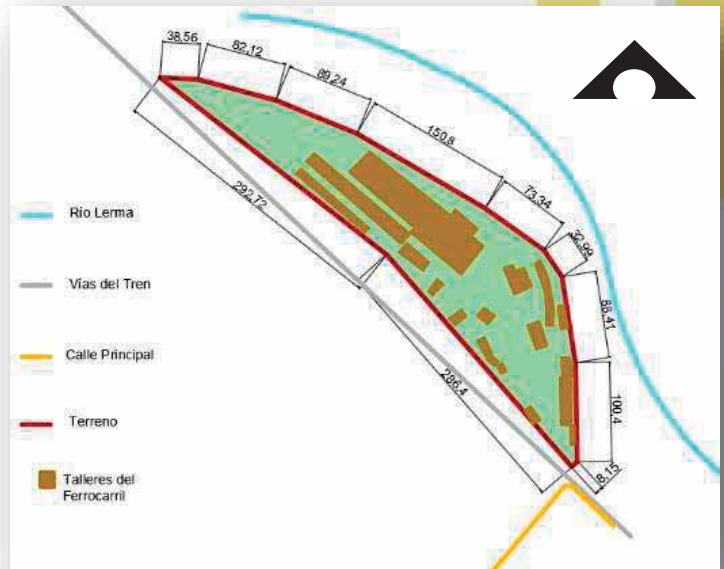 38,56
82,12
89,24
150,8
73,34
32,99
88,41
100,4
8,15
286,4
292,72
Río Lerma
Vías del Tren
Calle Principal
Terreno
Talleres del
Ferrocarril